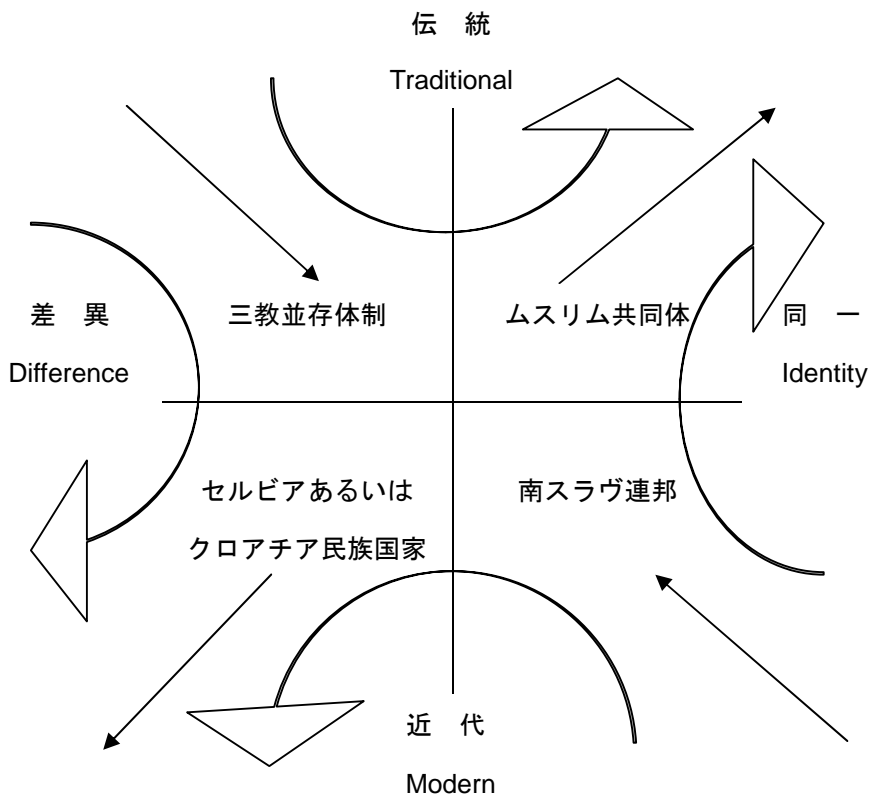 伝　統
Traditional
差　異
Difference
三教並存体制
ムスリム共同体
同　一
Identity
セルビアあるいは
クロアチア民族国家
南スラヴ連邦
近　代
Modern